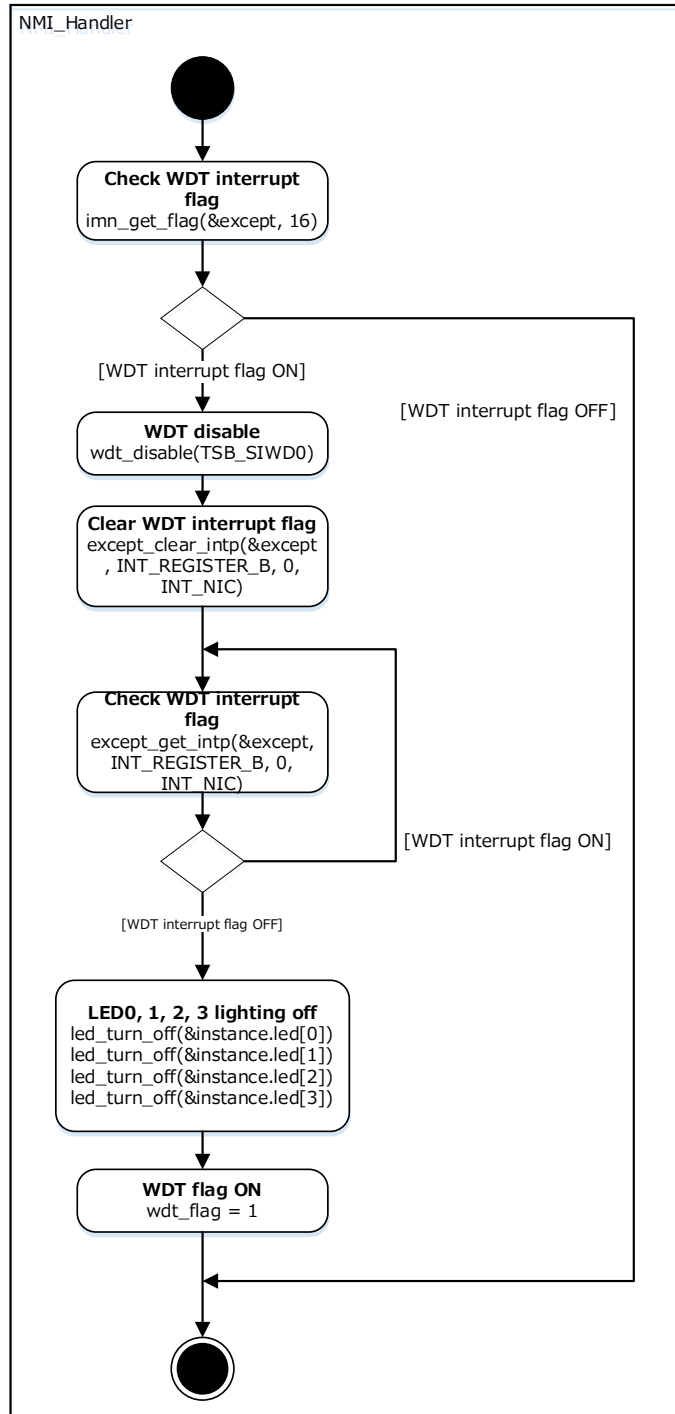 NMI_Handler
Check WDT interrupt
flag
imn_get_flag(&except, 16)
[WDT interrupt flag ON]
[WDT interrupt flag OFF]
WDT disable
wdt_disable(TSB_SIWD0)
Clear WDT interrupt flag
except_clear_intp(&except
, INT_REGISTER_B, 0,
INT_NIC)
Check WDT interrupt
flag
except_get_intp(&except,
INT_REGISTER_B, 0,
INT_NIC)
[WDT interrupt flag ON]
[WDT interrupt flag OFF]
LED0, 1, 2, 3 lighting off
led_turn_off(&instance.led[0])
led_turn_off(&instance.led[1])
led_turn_off(&instance.led[2])
led_turn_off(&instance.led[3])
WDT flag ON
wdt_flag = 1